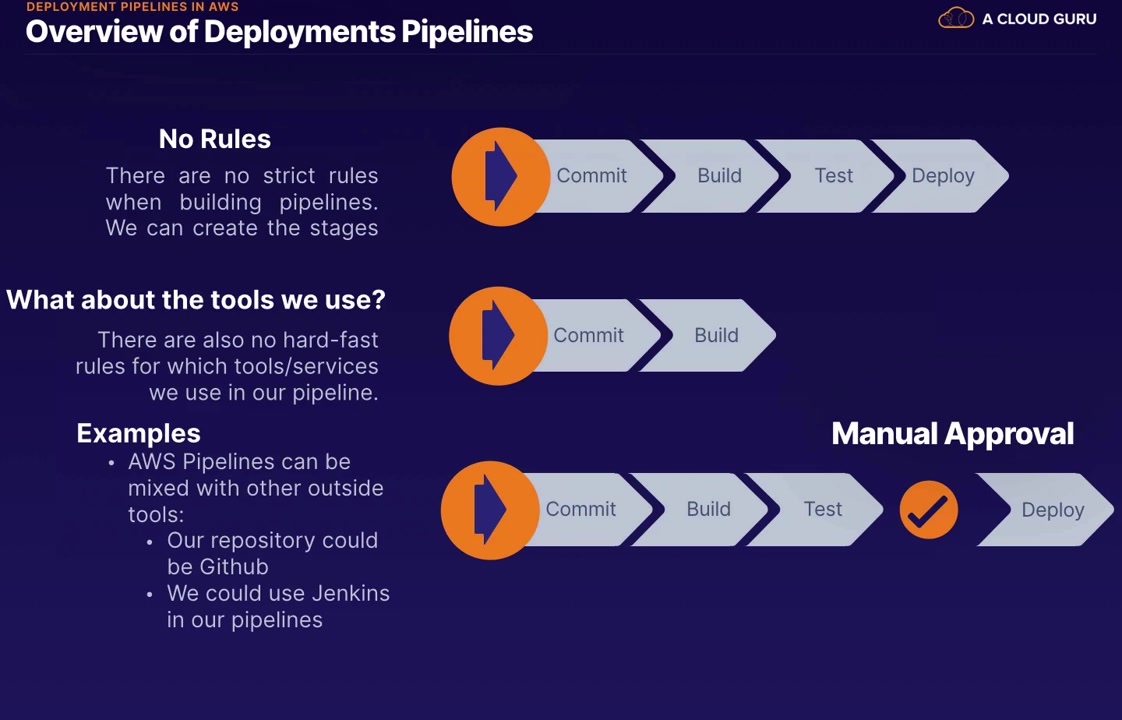 DEPLOYMENT PIPELINES IN AWS
Overview of Deployments Pipelines
A CLOUD GURU
No Rules
There are no strict rules
when building pipelines.
We can create the stages
Commit
Build
Test
Deploy
What about the tools we use?
There are also no hard-fast
rules for which tools/services
we use in our pipeline.
Commit
Build
Examples
• AWS Pipelines can be
mixed with other outside
tools:
• Our repository could
be Github
• We could use Jenkins
in our pipelines
Manual Approval
Commit
Build
Test
Deploy